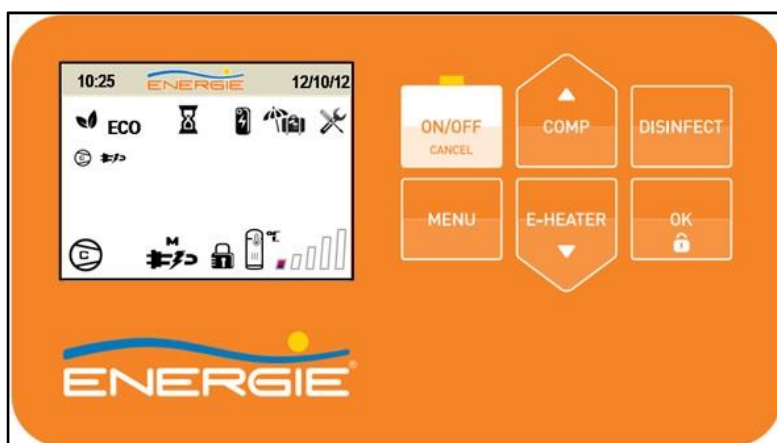 10:25 ENERGIE 12/10/12
ECO
C
M
C
°C
ON/OFF
CANCEL
COMP
DISINFECT
MENU
E-HEATER
OK
ENERGIE®